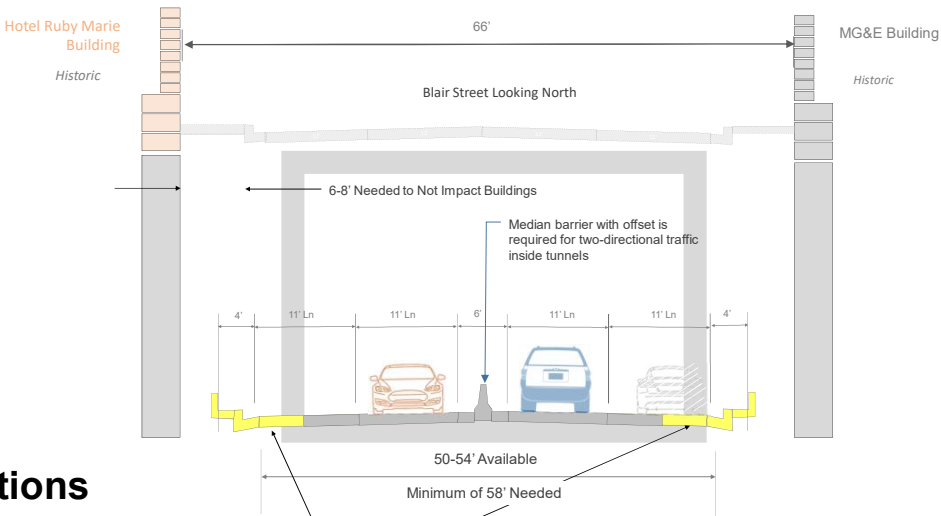 Hotel Ruby Marie
Building
Historic
66'
MG&E Building
Historic
Blair Street Looking North
6-8' Needed to Not Impact Buildings
Median barrier with offset is
required for two-directional traffic
inside tunnels
4' 11' Ln 11' Ln 6' 11' Ln 11' Ln 4'
50-54' Available
Minimum of 58' Needed
tions